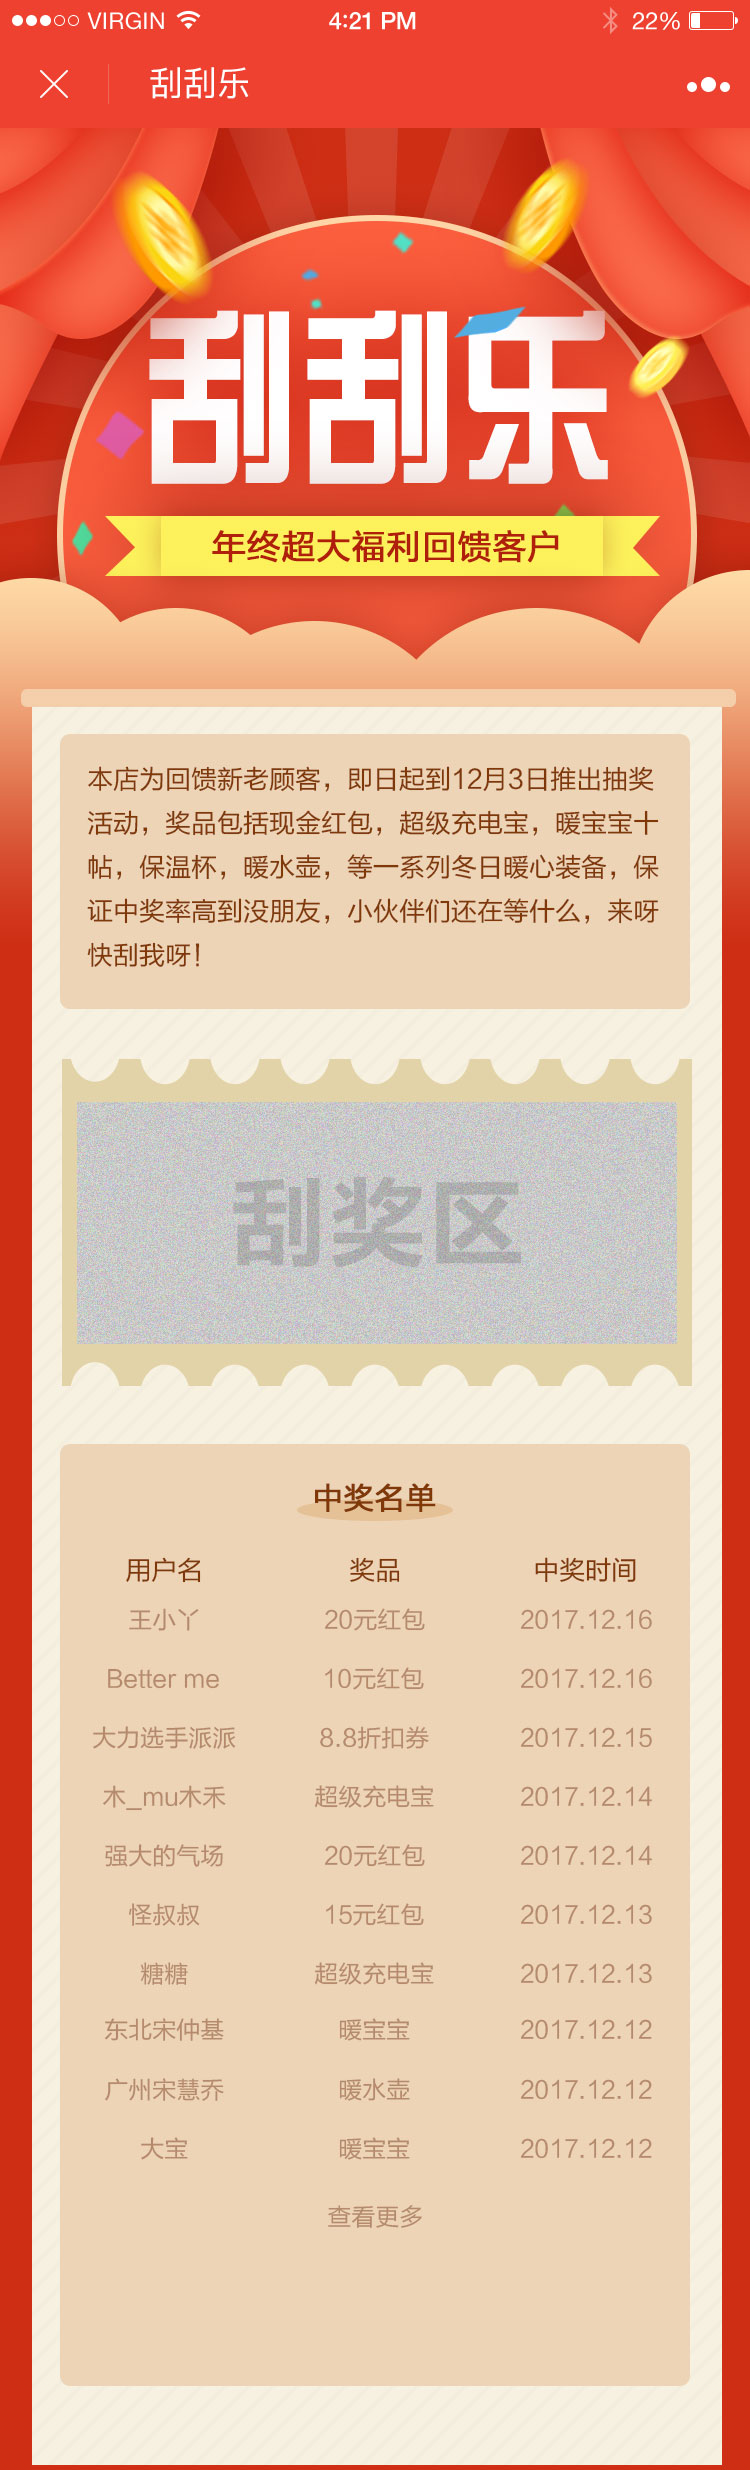 VIRGIN 4:21 PM 22%
刮刮乐
刮刮乐
年终超大福利回馈客户
本店为回馈新老顾客，即日起到12月3日推出抽奖
活动，奖品包括现金红包，超级充电宝，暖宝宝十
帖，保温杯，暖水壶，等一系列冬日暖心装备，保
证中奖率高到没朋友，小伙伴们还在等什么，来呀
快刮我呀！
刮奖区
中奖名单
用户名 奖品 中奖时间
王小丫 20元红包 2017.12.16
Better me 10元红包 2017.12.16
大力选手派派 8.8折扣券 2017.12.15
木_mu木禾 超级充电宝 2017.12.14
强大的气场 20元红包 2017.12.14
怪叔叔 15元红包 2017.12.13
糖糖 超级充电宝 2017.12.13
东北宋仲基 暖宝宝 2017.12.12
广州宋慧乔 暖水壶 2017.12.12
大宝 暖宝宝 2017.12.12
查看更多